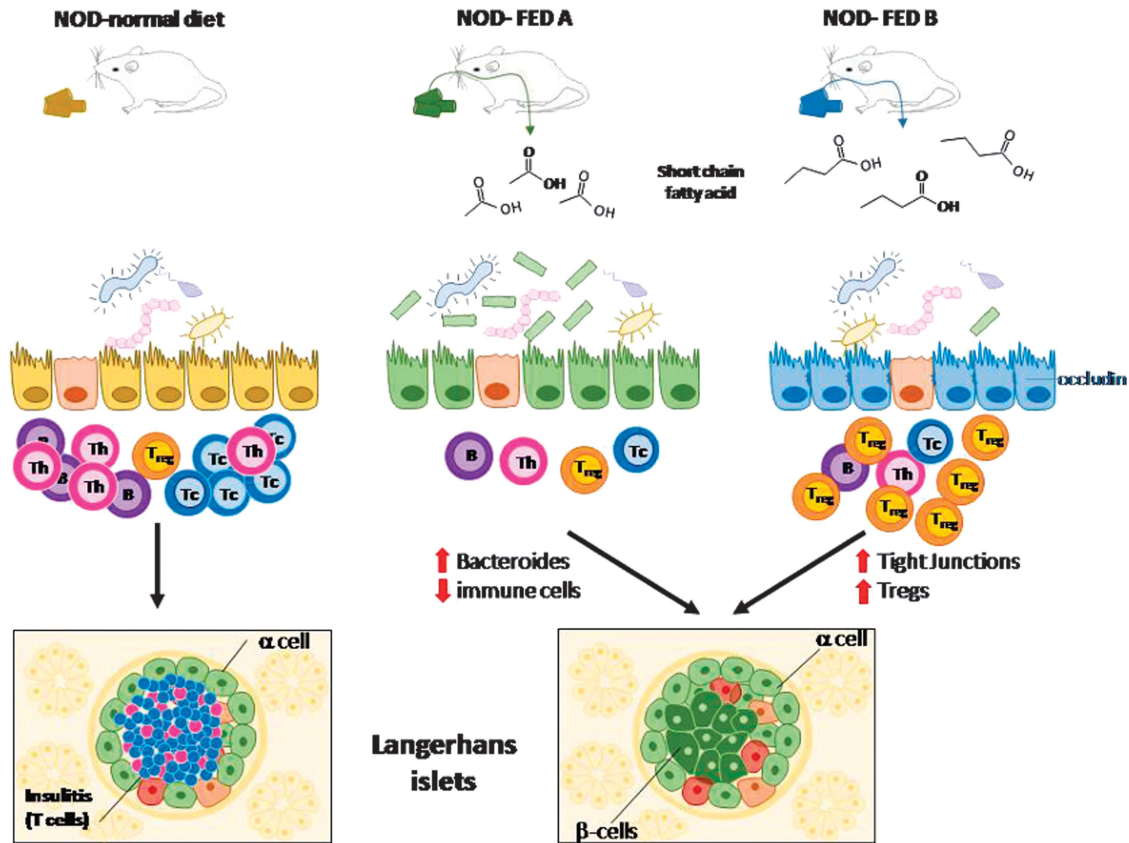 NOD-normal diet
NOD- FED A
NOD- FED B
O
OH
O
OH
O
OH
Short chain
fatty acid
O
OH
O
OH
O
OH
occludin
B
Th
Th
B
Th
B
Treg
Tc
Tc
Tc
Th
Tc
Tc
B
Th
Treg
Tc
Treg
B
Treg
Th
Tc
Treg
Treg
Treg
Treg
Bacteroides
immune cells
Tight Junctions
Tregs
α cell
Insulitis
(T cells)
Langerhans
islets
α cell
β-cells